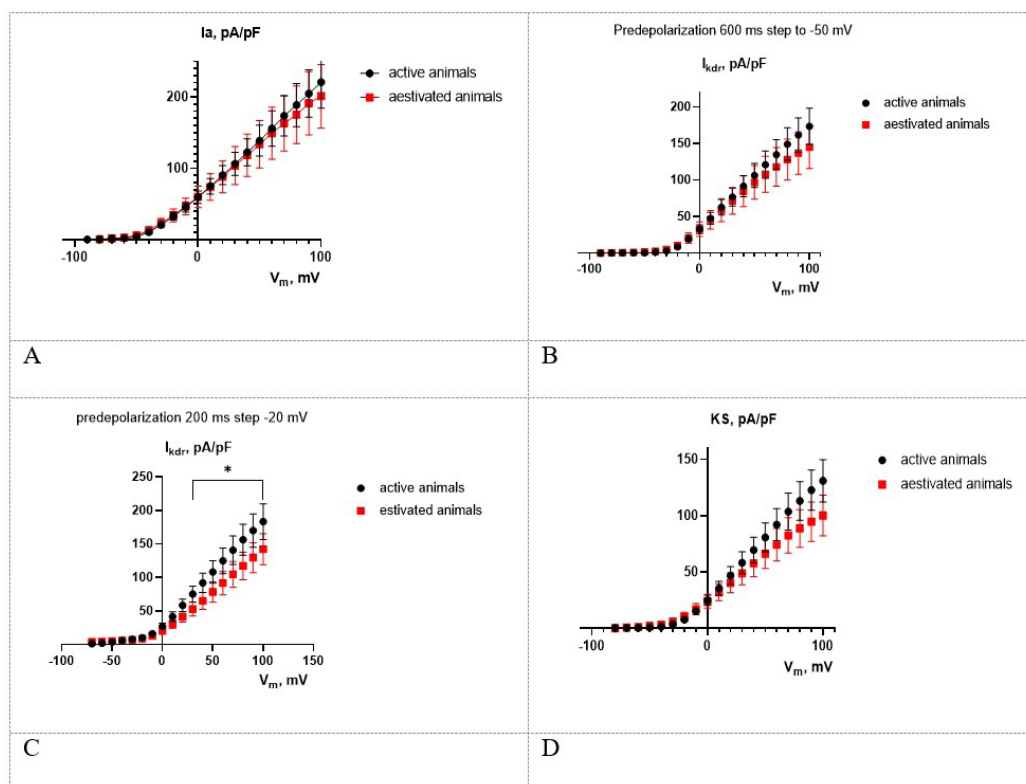 Ia, pA/pF
active animals
aestivated animals
200
100
-100
0
100
Vm, mV
A
Predepolarization 600 ms step to -50 mV
Ikdr, pA/pF
active animals
aestivated animals
200
150
100
50
-100
0
100
Vm, mV
B
predepolarization 200 ms step -20 mV
Ikdr, pA/pF
*
active animals
estivated animals
250
200
150
100
50
-100
-50
0
50
100
150
Vm, mV
C
KS, pA/pF
active animals
aestivated animals
150
100
50
-100
0
100
Vm, mV
D